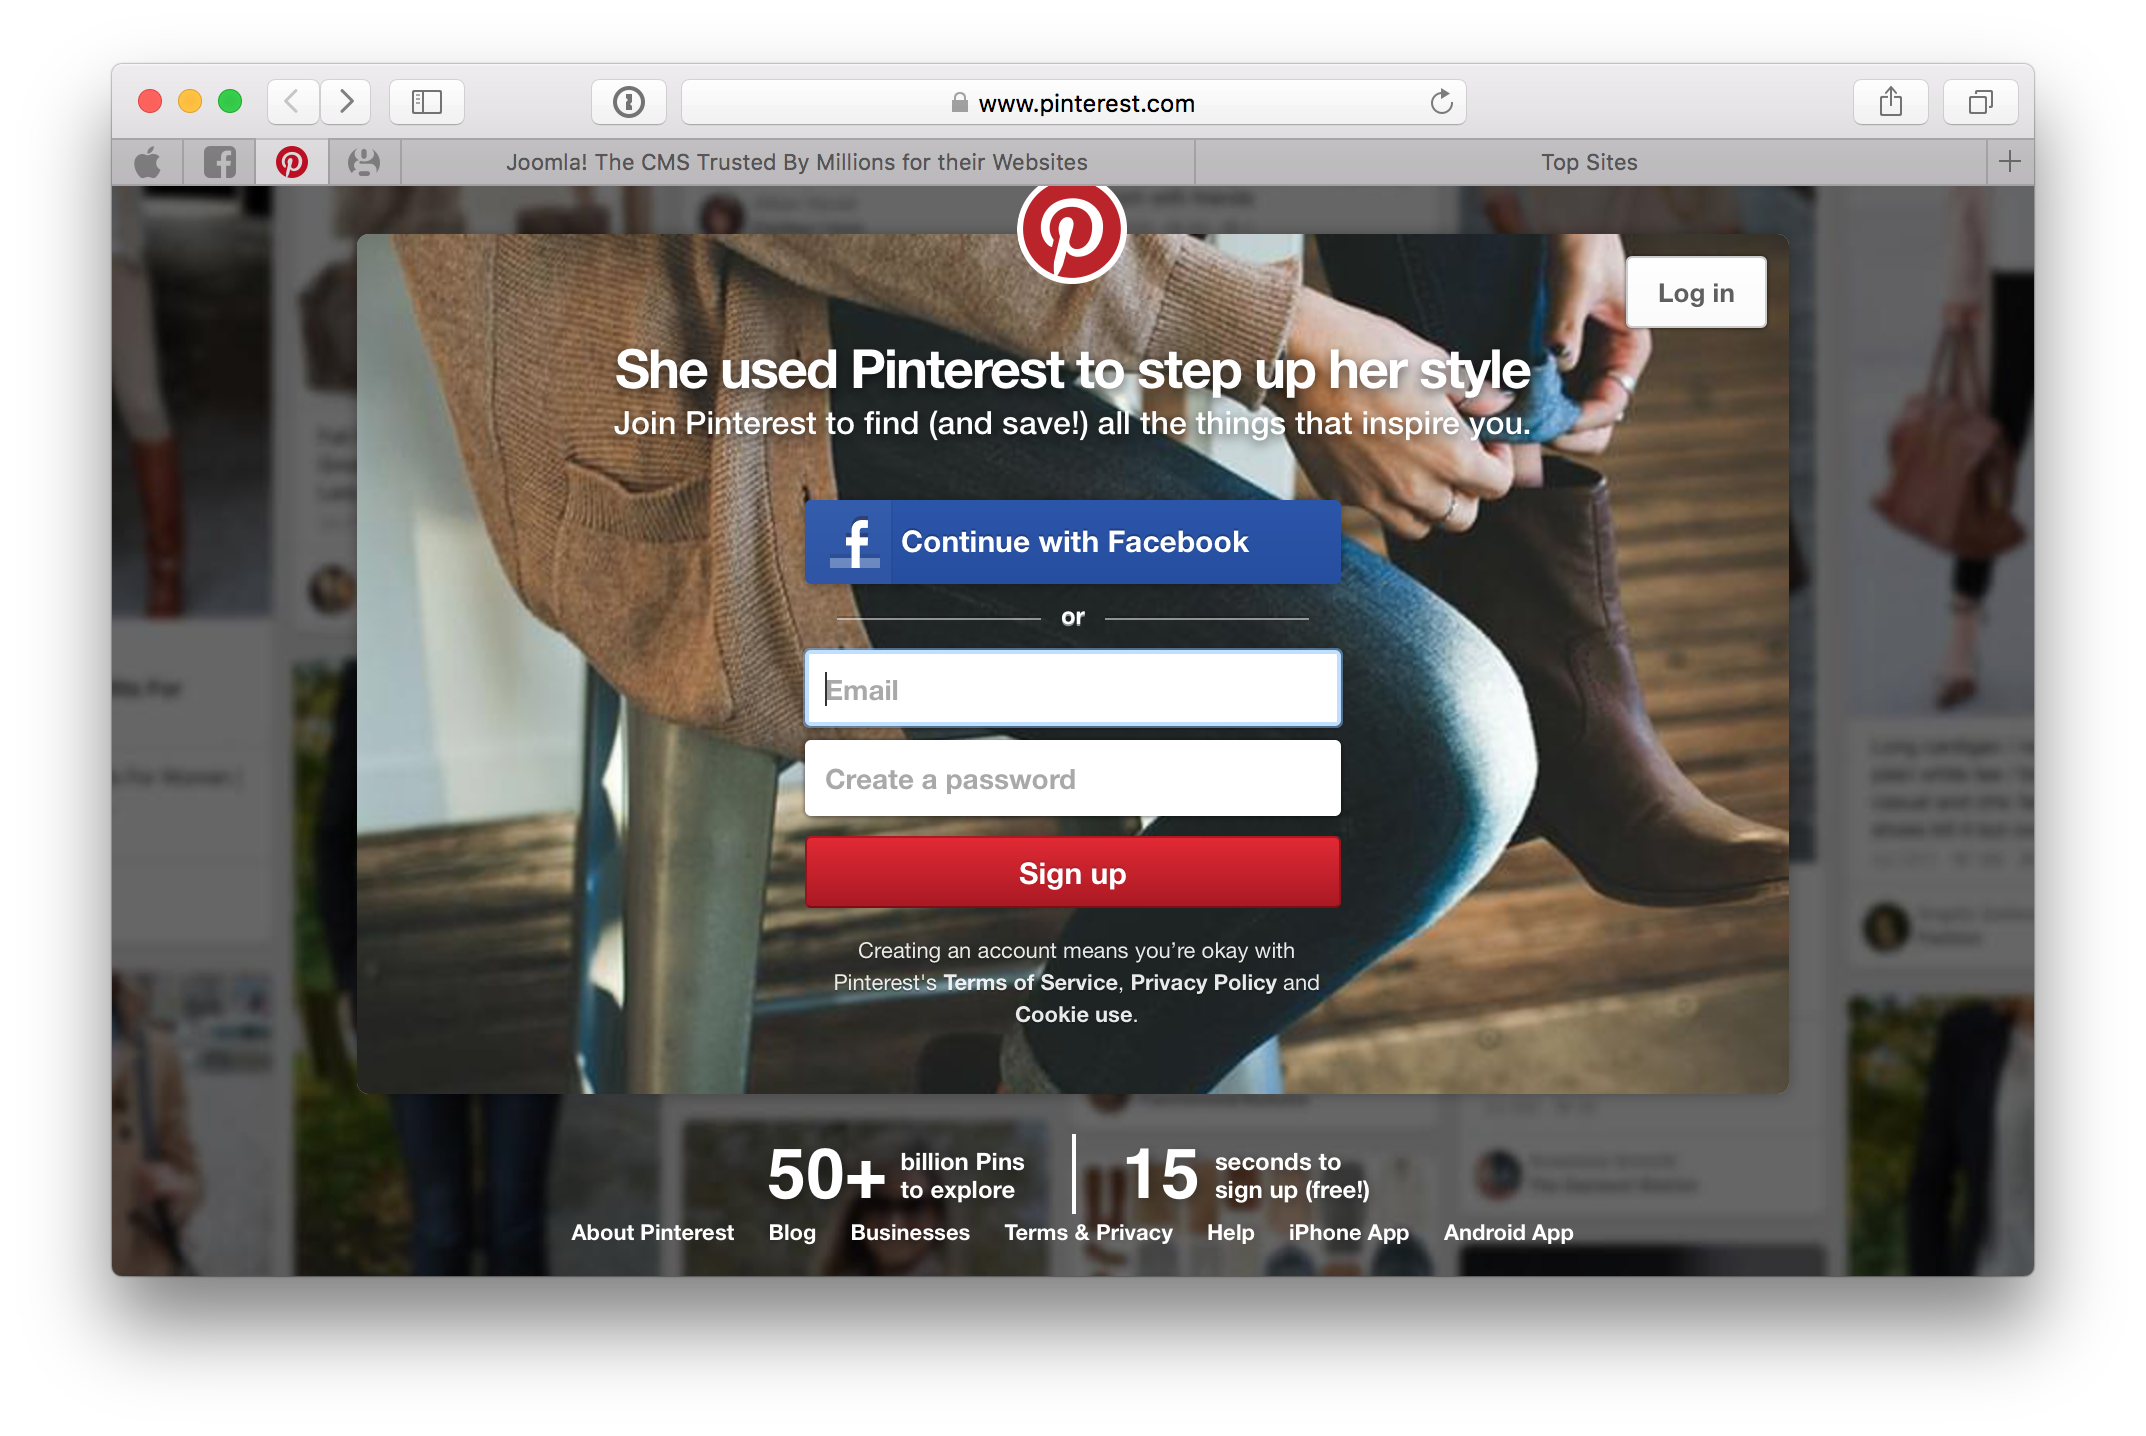 www.pinterest.com
Joomla! The CMS Trusted By Millions for their Websites
Top Sites
Log in
She used Pinterest to step up her style
Join Pinterest to find (and save!) all the things that inspire you.
f Continue with Facebook
or
Email
Create a password
Sign up
Creating an account means you’re okay with
Pinterest's Terms of Service, Privacy Policy and
Cookie use.
50+ billion Pins
to explore
15 seconds to
sign up (free!)
About Pinterest Blog Businesses Terms & Privacy Help iPhone App Android App